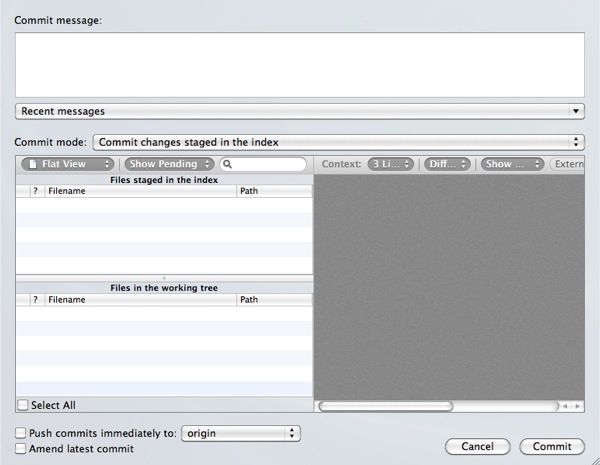 Commit message:
Recent messages
Commit mode: Commit changes staged in the index
Flat View Show Pending Context: 3 Li... Diff... Show ... Extern
Files staged in the index
? Filename Path
Files in the working tree
? Filename Path
Select All
Push commits immediately to: origin
Amend latest commit
Cancel Commit